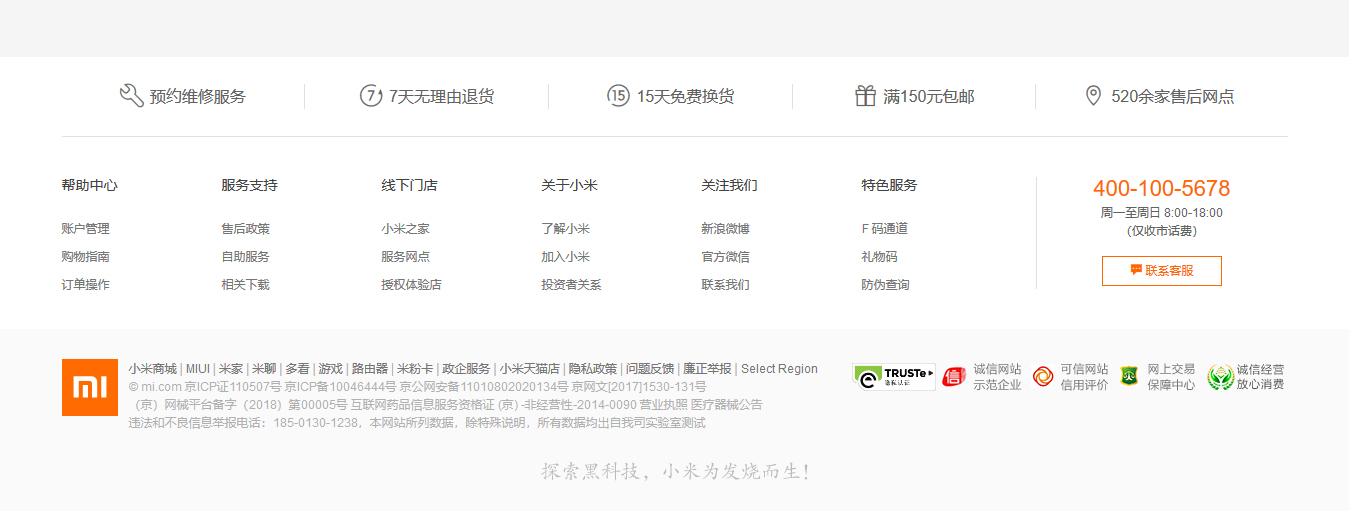 预约维修服务
7 7天无理由退货
15 15天免费换货
满150元包邮
520余家售后网点
帮助中心
账户管理
购物指南
订单操作
服务支持
售后政策
自助服务
相关下载
线下门店
小米之家
服务网点
授权体验店
关于小米
了解小米
加入小米
投资者关系
关注我们
新浪微博
官方微信
联系我们
特色服务
F 码通道
礼物码
防伪查询
400-100-5678
周一至周日 8:00-18:00
（仅收市话费）
联系客服
mi
小米商城 | MIUI | 米家 | 米聊 | 多看 | 游戏 | 路由器 | 米粉卡 | 政企服务 | 小米天猫店 | 隐私政策 | 问题反馈 | 廉正举报 | Select Region
© mi.com 京ICP证110507号 京ICP备10046444号 京公网安备11010802020134号 京网文[2017]1530-131号
（京）网械平台备字（2018）第00005号 互联网药品信息服务资格证 (京) -非经营性-2014-0090 营业执照 医疗器械公告
违法和不良信息举报电话：185-0130-1238，本网站所列数据，除特殊说明，所有数据均出自我司实验室测试
TRUSTe
隐私认证
信
诚信网站
示范企业
可信网站
信用评价
网上交易
保障中心
诚信经营
放心消费
探索黑科技，小米为发烧而生！